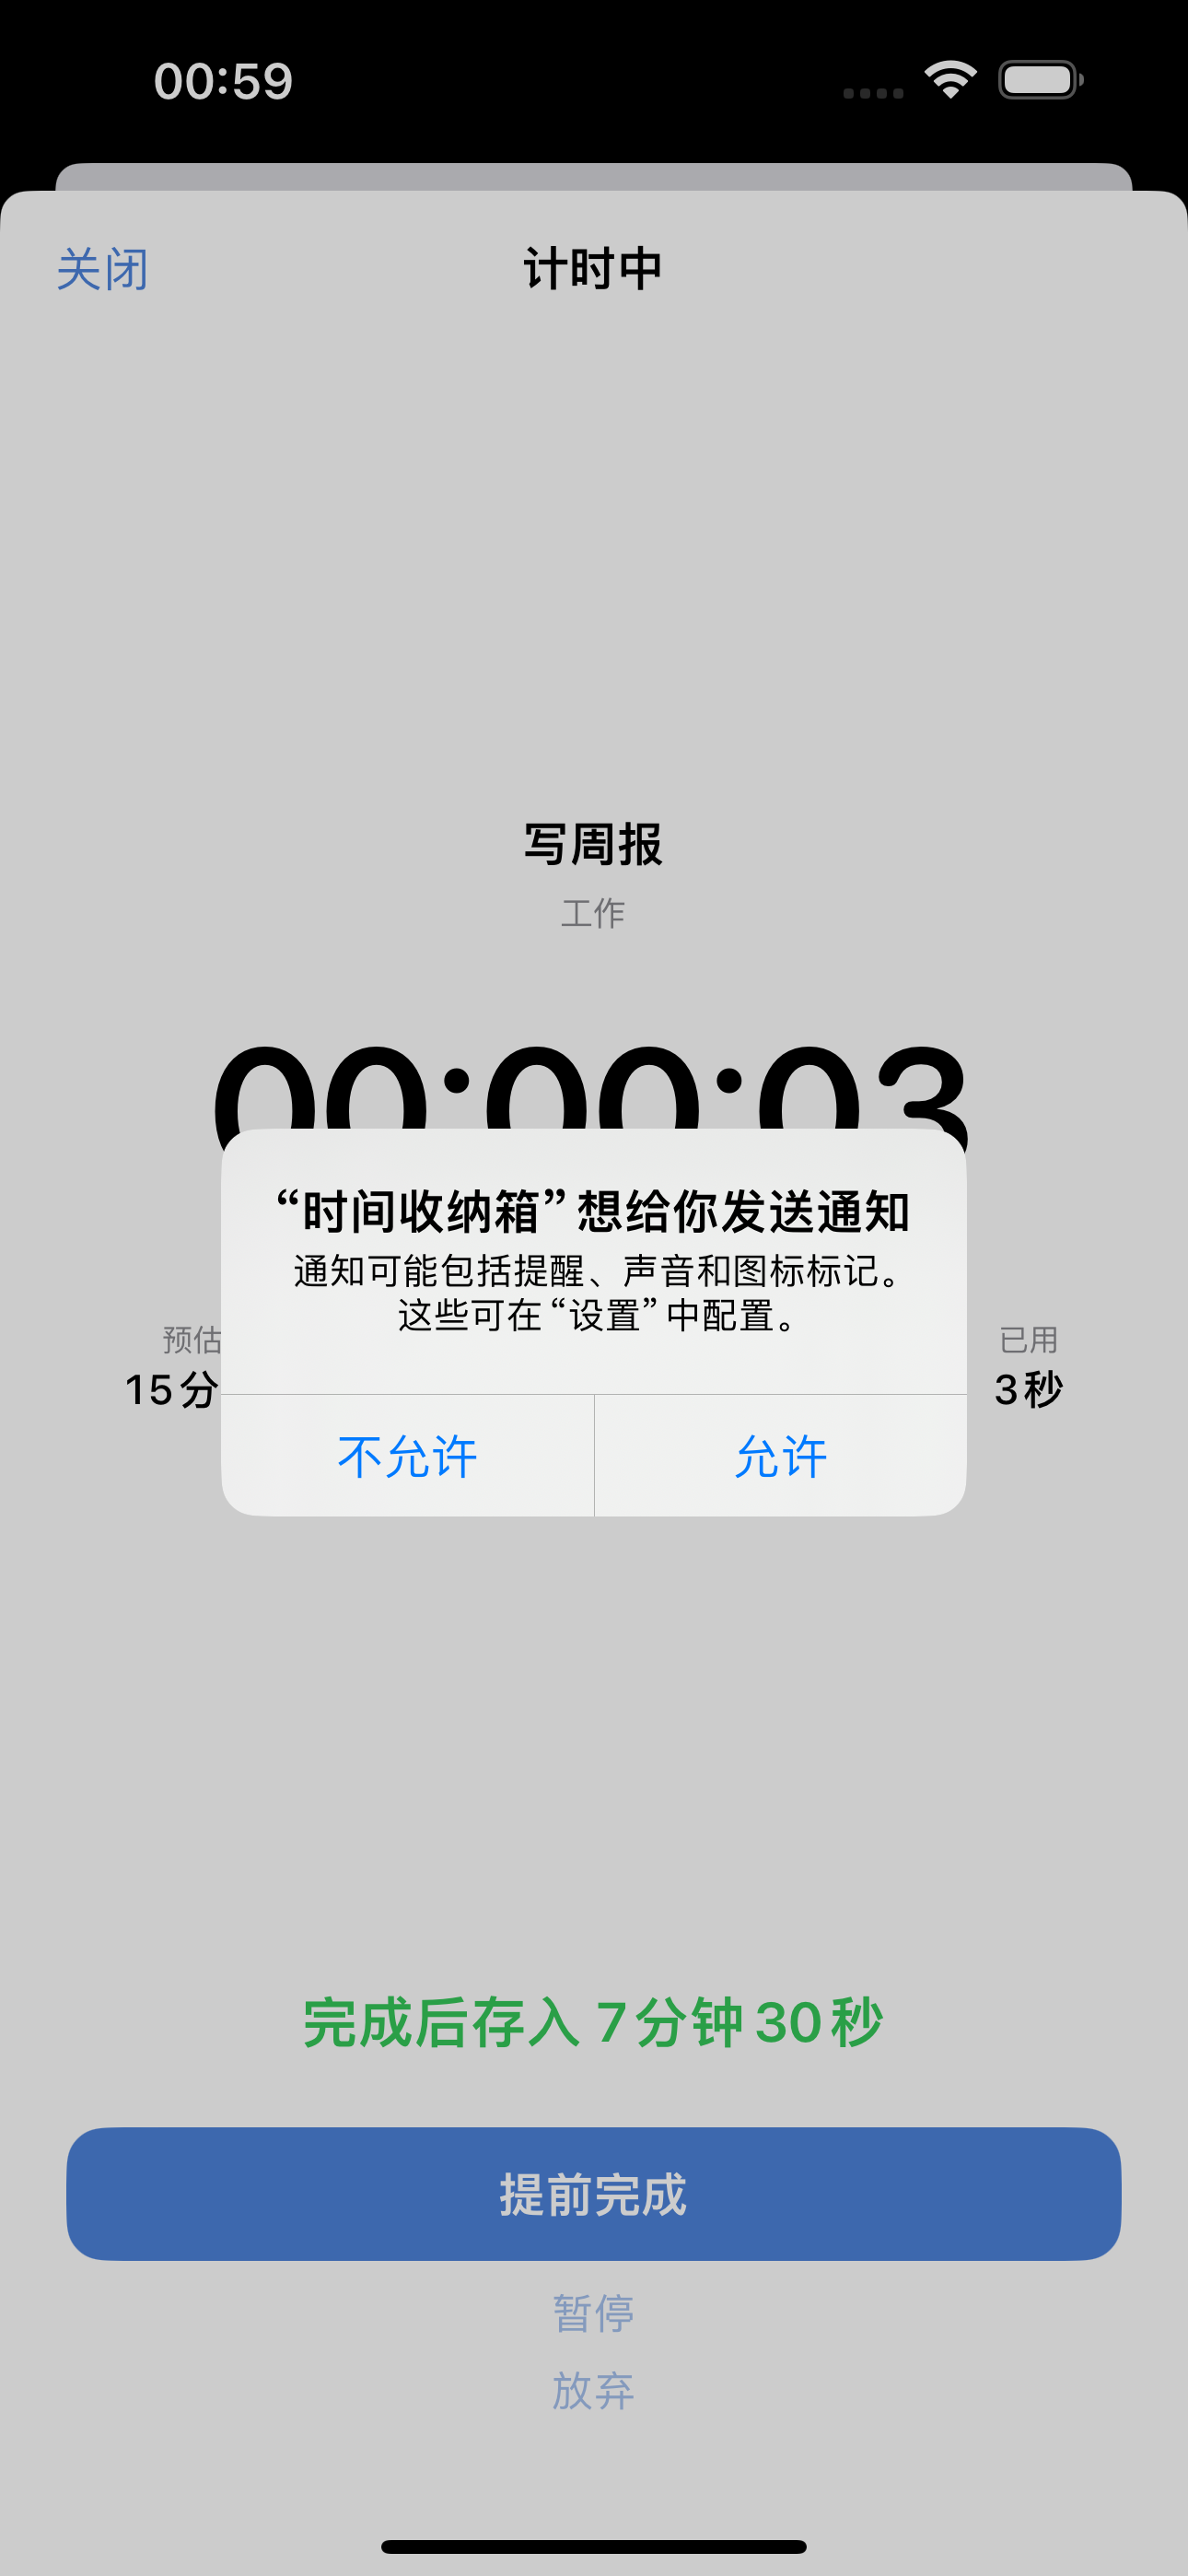 00:59
关闭
计时中
写周报
工作
00:00:03
“时间收纳箱”想给你发送通知
通知可能包括提醒、声音和图标标记。
这些可在“设置”中配置。
预估
已用
15分
3秒
不允许
允许
完成后存入 7分钟 30秒
提前完成
暂停
放弃